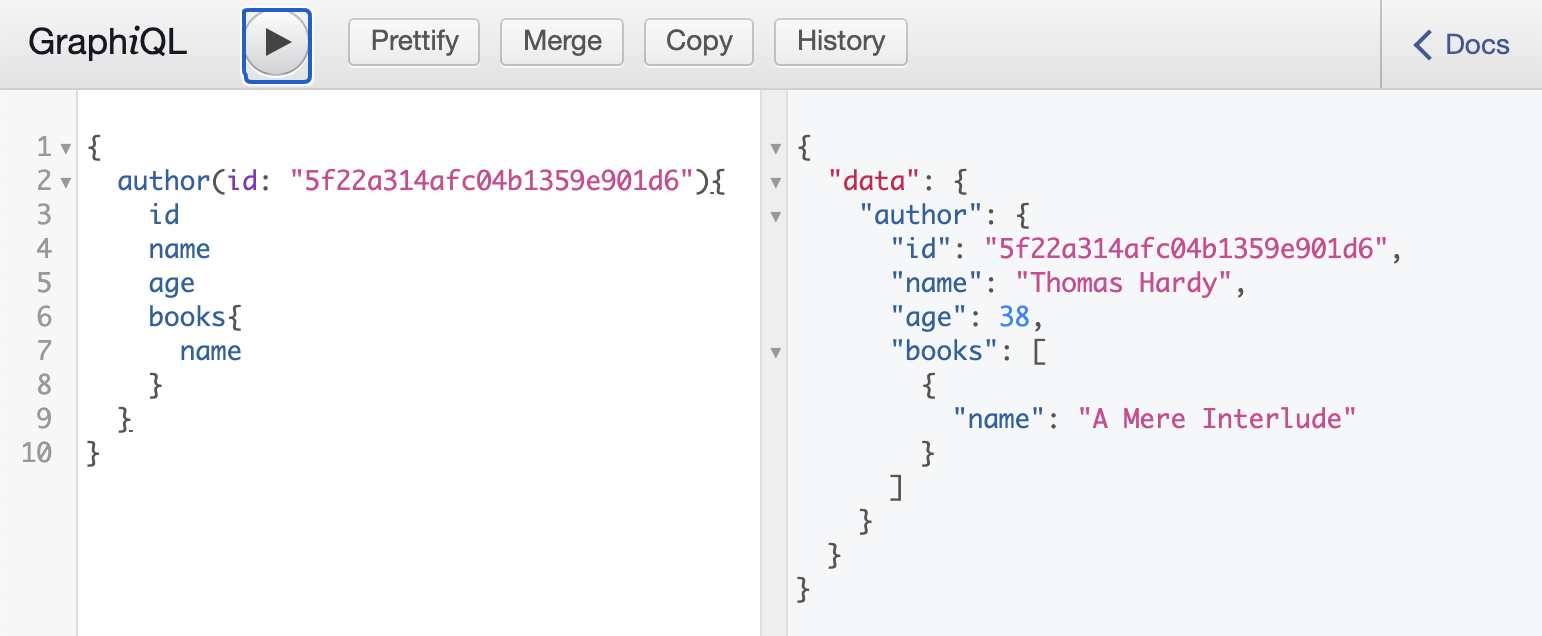 GraphiQL Prettify Merge Copy History Docs
1 {
2 author(id: "5f22a314afc04b1359e901d6"){
3 id
4 name
5 age
6 books{
7 name
8 }
9 }
10 }
{
"data": {
"author": {
"id": "5f22a314afc04b1359e901d6",
"name": "Thomas Hardy",
"age": 38,
"books": [
{
"name": "A Mere Interlude"
}
]
}
}
}